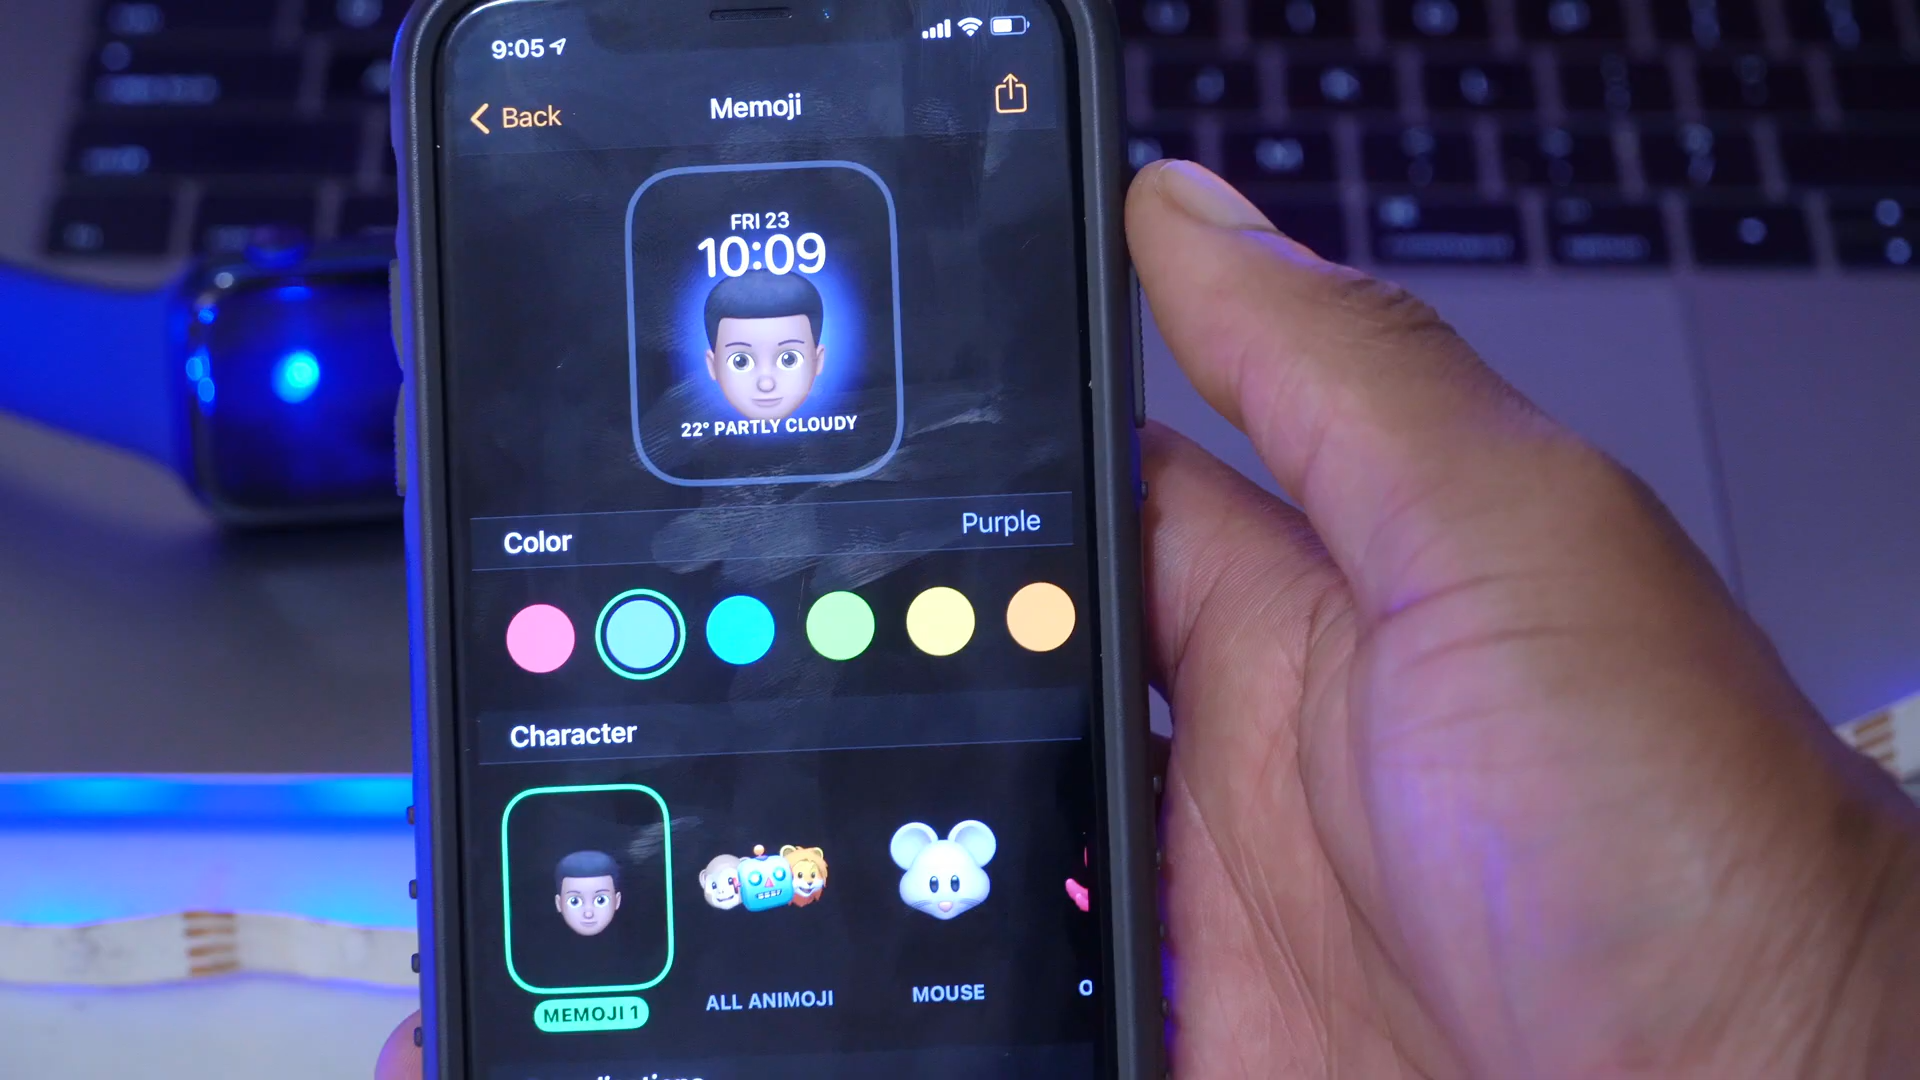 9:05
Back
Memoji
FRI 23
10:09
22° PARTLY CLOUDY
Color
Purple
Character
MEMOJI 1
ALL ANIMOJI
MOUSE